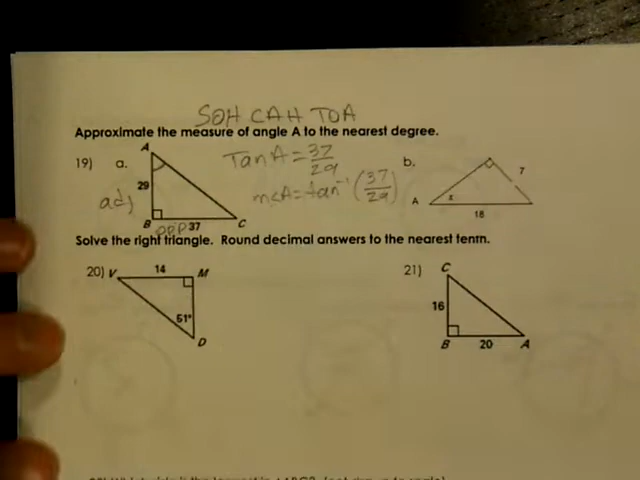 SOH CAH TOA
Approximate the measure of angle A to the nearest degree.
19) a. A 29 adj B opp 37 C
Tan A = 37/29
m∠A = tan⁻¹ (37/29)
b. A x 7 18
Solve the right triangle. Round decimal answers to the nearest tenth.
20) V 14 M 51° D
21) C 16 B 20 A